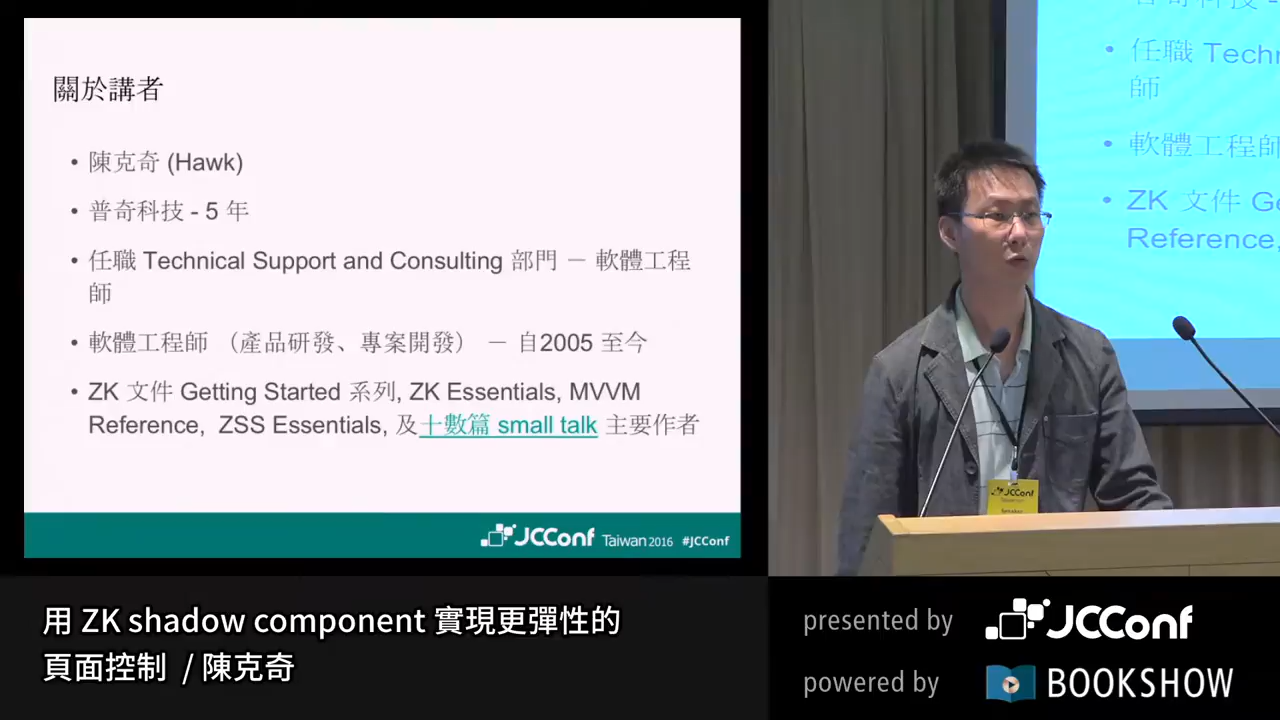 關於講者
• 陳克奇 (Hawk)
• 普奇科技 - 5 年
• 任職 Technical Support and Consulting 部門 － 軟體工程
師
• 軟體工程師 （產品研發、專案開發） － 自2005 至今
• ZK 文件 Getting Started 系列, ZK Essentials, MVVM
Reference, ZSS Essentials, 及十數篇 small talk 主要作者
JCConf Taiwan 2016 #JCConf
普奇科技 -
• 任職 Techn
師
• 軟體工程師
• ZK 文件 Ge
Reference,
JCConf
用 ZK shadow component 實現更彈性的
頁面控制 / 陳克奇
presented by JCConf
powered by BOOKSHOW